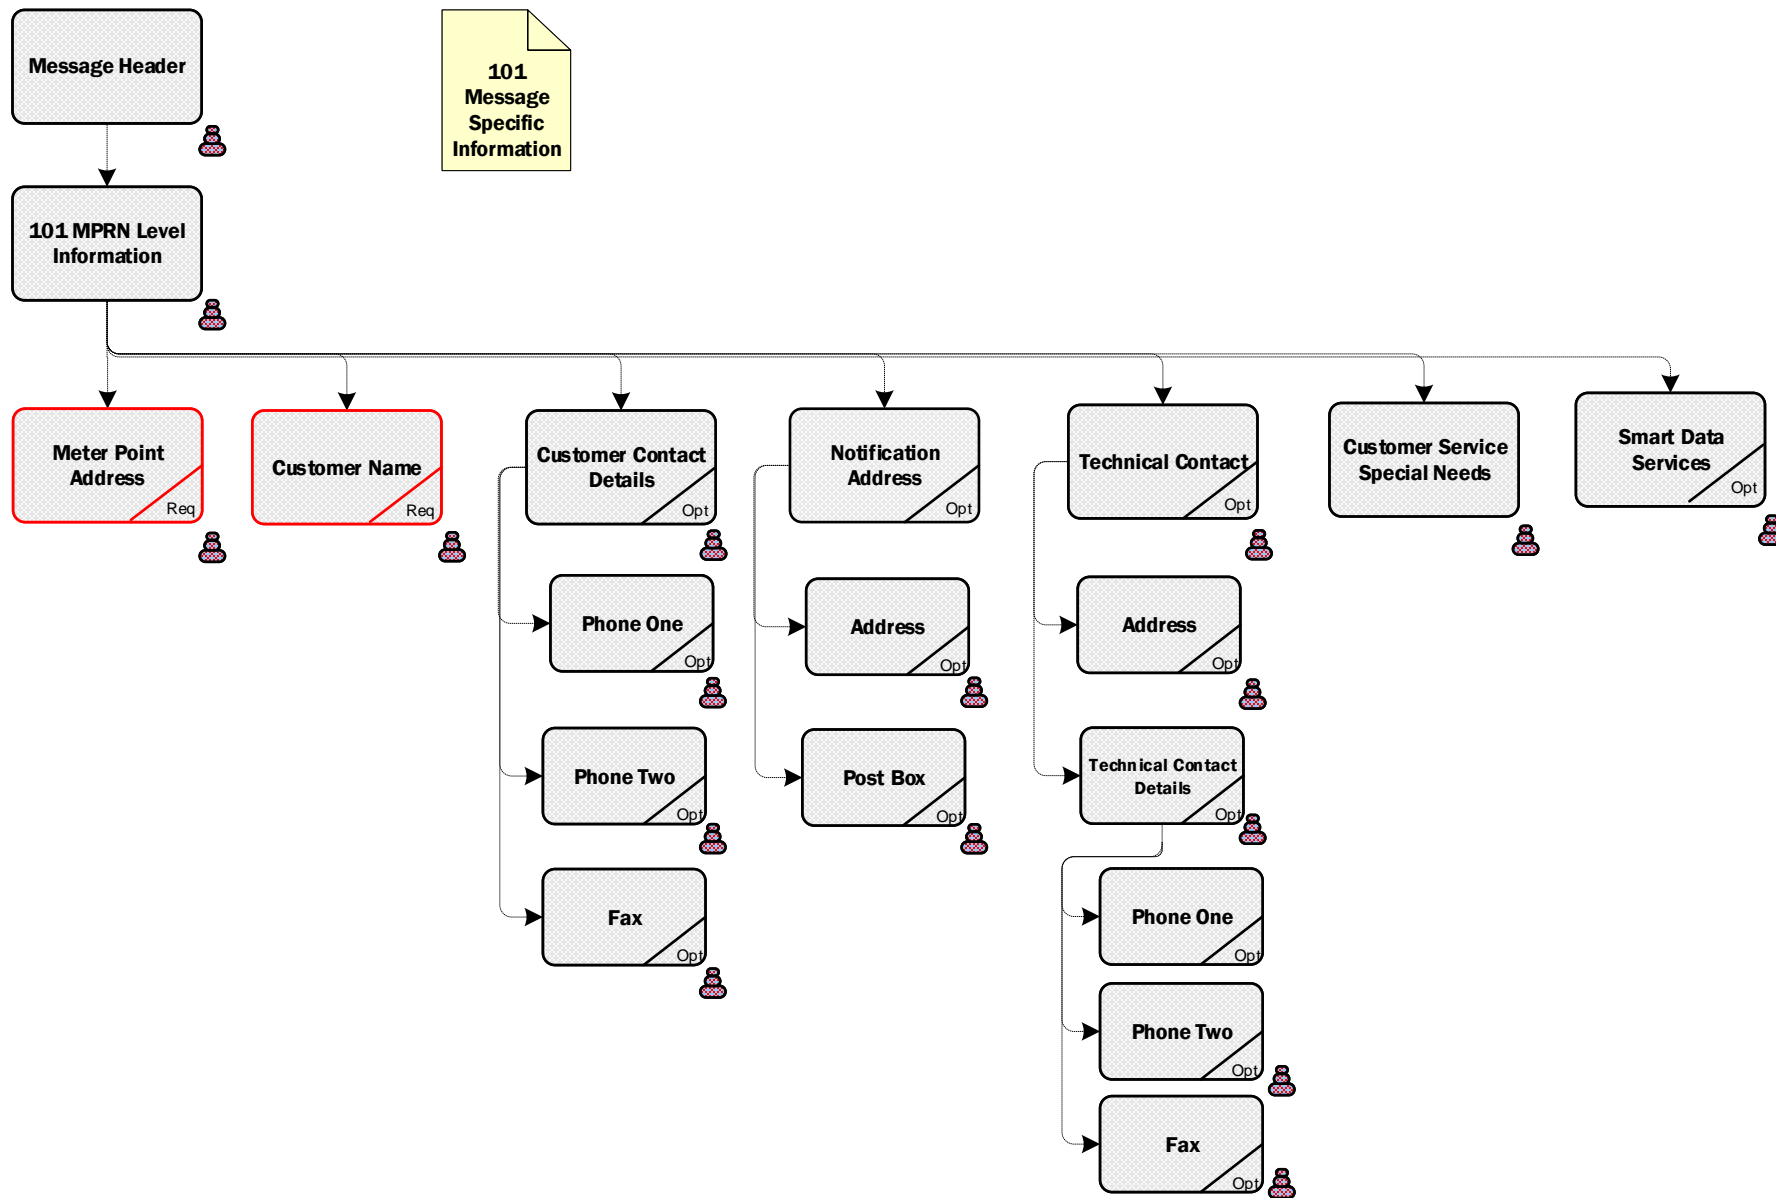 Message Header
101
Message
Specific
Information
101 MPRN Level
Information
Meter Point
Address
Req
Customer Name
Req
Customer Contact
Details
Opt
Notification
Address
Opt
Technical Contact
Opt
Customer Service
Special Needs
Smart Data
Services
Opt
Phone One
Opt
Address
Opt
Address
Opt
Phone Two
Opt
Post Box
Opt
Technical Contact
Details
Opt
Fax
Opt
Phone One
Opt
Phone Two
Opt
Fax
Opt